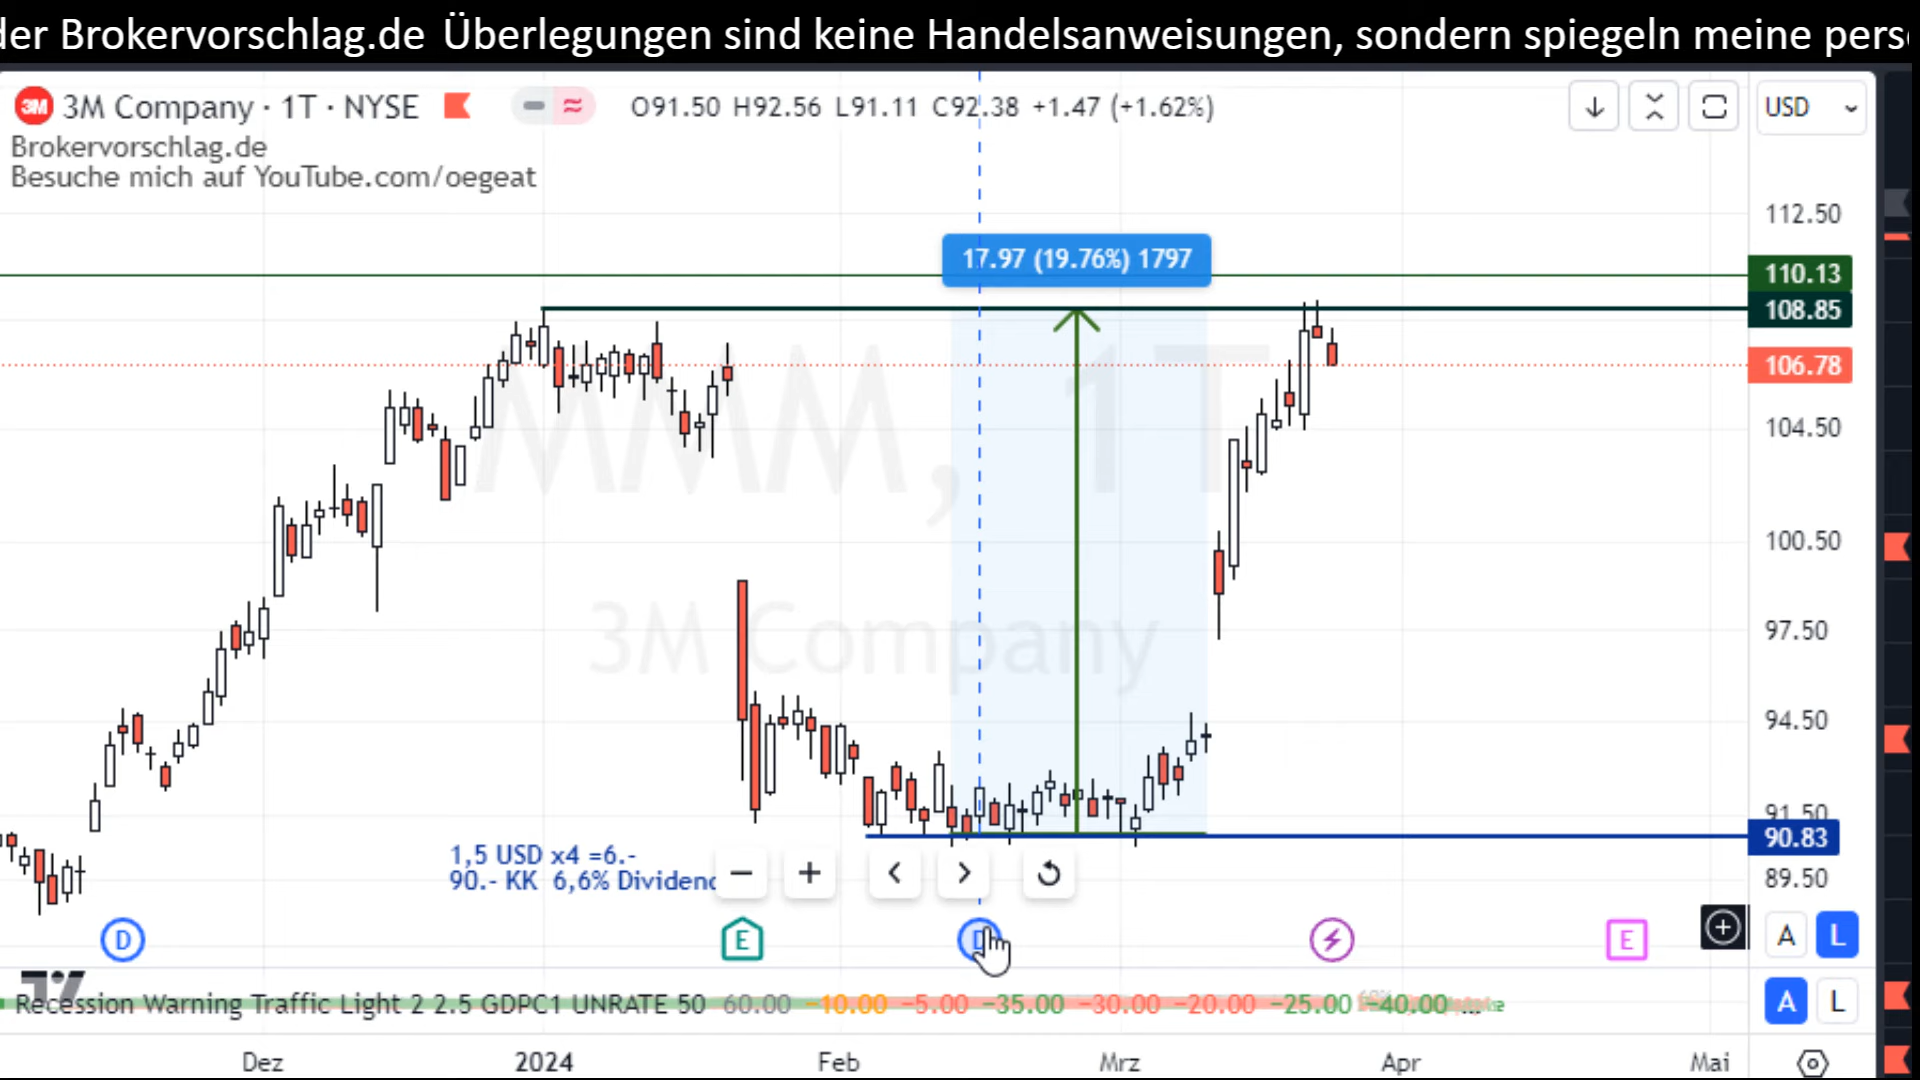 der Brokervorschlag.de Überlegungen sind keine Handelsanweisungen, sondern spiegeln meine
3M 3M Company · 1T · NYSE O91.50 H92.56 L91.11 C92.38 +1.47 (+1.62%) USD
Brokervorschlag.de
Besuche mich auf YouTube.com/oegeat
112.50
17.97 (19.76%) 1797
110.13
108.85
106.78
MMM, 1T
104.50
100.50
3M Company
97.50
94.50
91.50
90.83
1,5 USD x4 =6.-
90.- KK 6,6%
89.50
D E D E A L
Recession Warning Traffic Light 2 2.5 GDPC1 UNRATE 50 60.00 −10.00 −5.00 −35.00 −30.00 −20.00 −25.00 −40.00 ... A L
Dez 2024 Feb Mrz Apr Mai